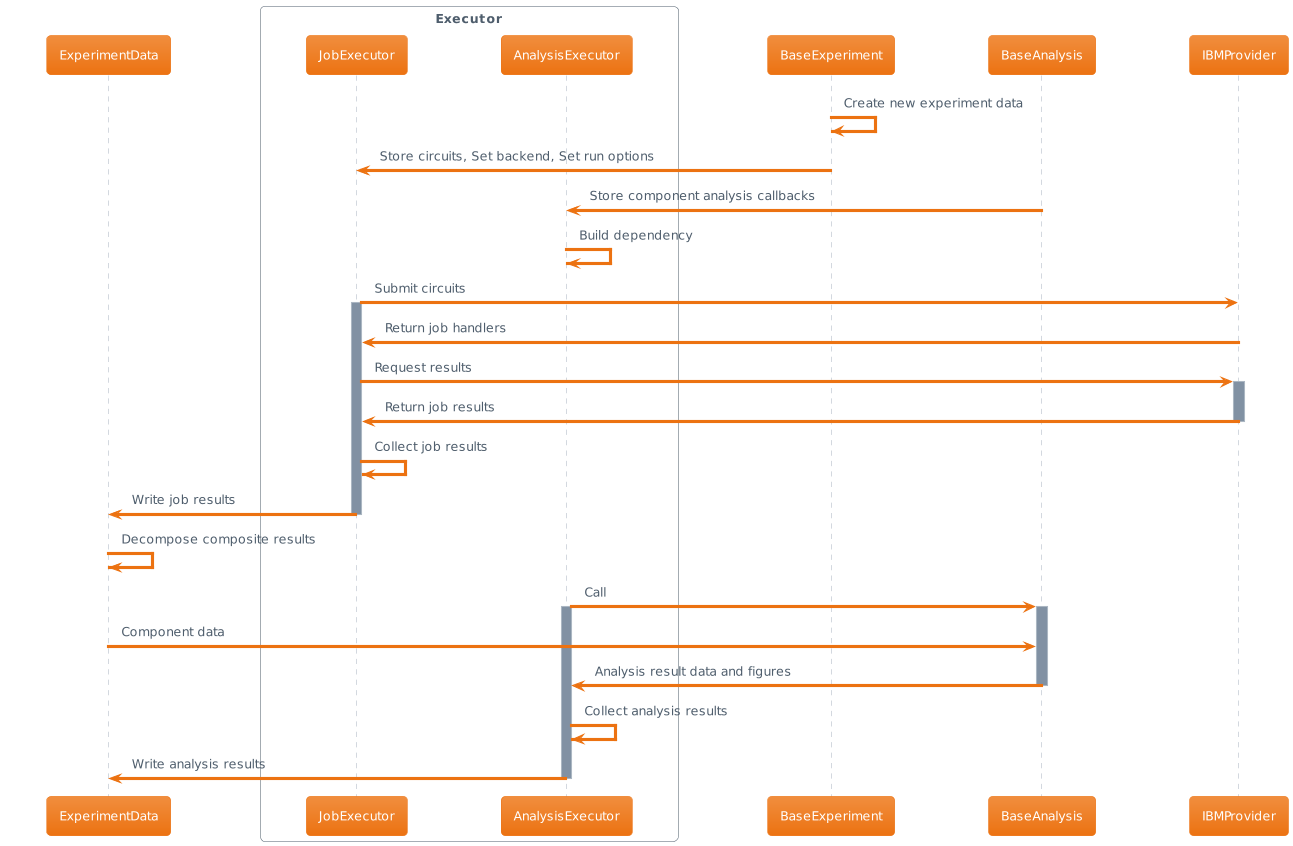 Executor
ExperimentData
JobExecutor
AnalysisExecutor
BaseExperiment
BaseAnalysis
IBMProvider
Create new experiment data
Store circuits, Set backend, Set run options
Store component analysis callbacks
Build dependency
Submit circuits
Return job handlers
Request results
Return job results
Collect job results
Write job results
Decompose composite results
Call
Component data
Analysis result data and figures
Collect analysis results
Write analysis results
ExperimentData
JobExecutor
AnalysisExecutor
BaseExperiment
BaseAnalysis
IBMProvider